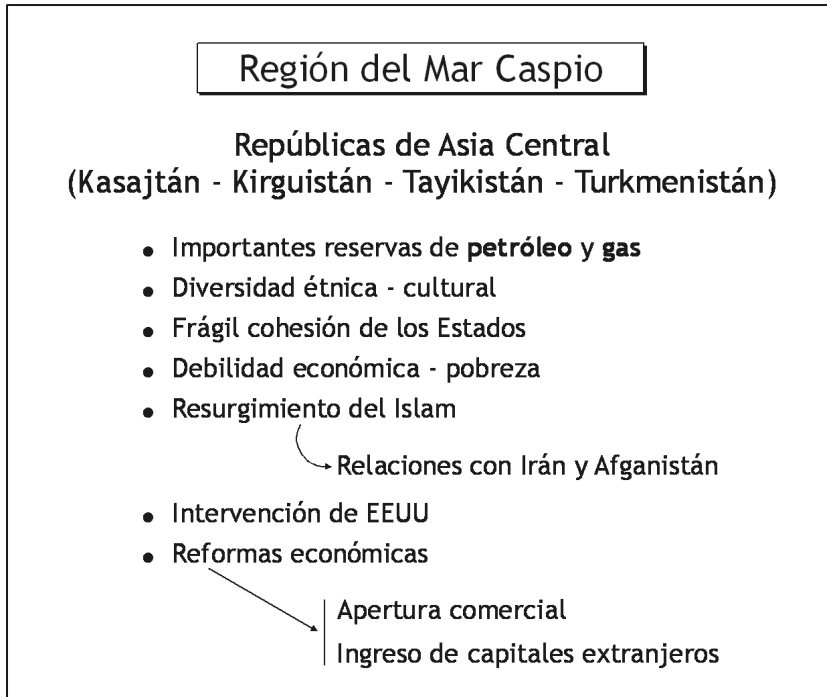 Región del Mar Caspio
Repúblicas de Asia Central
(Kasajtán - Kirguistán - Tayikistán - Turkmenistán)
● Importantes reservas de petróleo y gas
● Diversidad étnica - cultural
● Frágil cohesión de los Estados
● Debilidad económica - pobreza
● Resurgimiento del Islam
Relaciones con Irán y Afganistán
● Intervención de EEUU
● Reformas económicas
Apertura comercial
Ingreso de capitales extranjeros